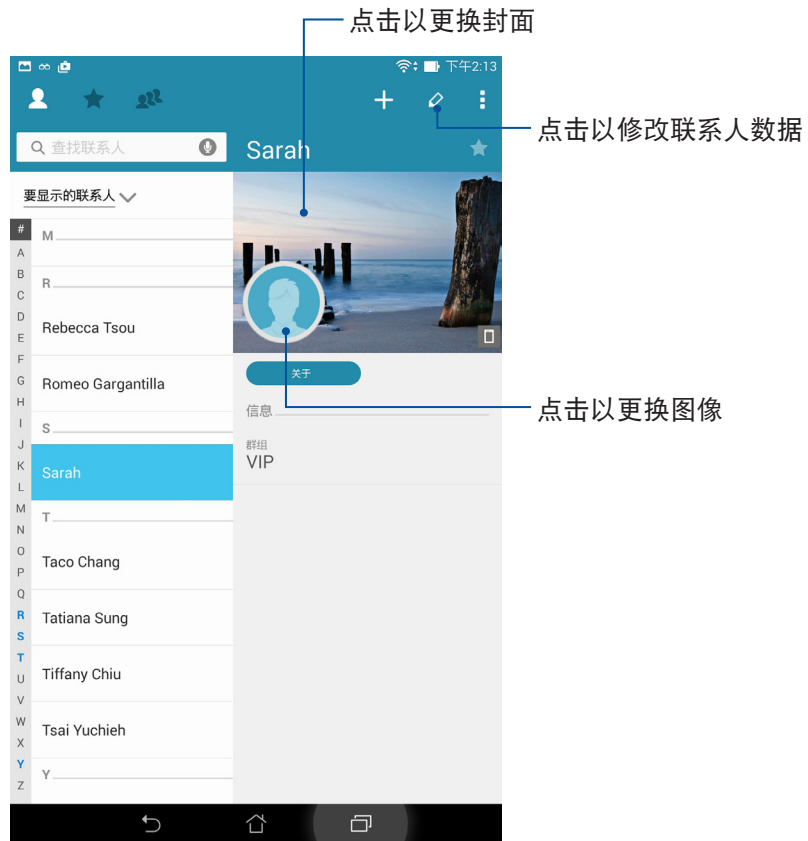 点击以更换封面
下午2:13
点击以修改联系人数据
查找联系人
Sarah
要显示的联系人
#
A
B
C
D
E
F
G
H
I
J
K
L
M
N
O
P
Q
R
S
T
U
V
W
X
Y
Z
M
R
Rebecca Tsou
Romeo Gargantilla
S
Sarah
T
Taco Chang
Tatiana Sung
Tiffany Chiu
Tsai Yuchieh
Y
关于
点击以更换图像
信息
群组
VIP